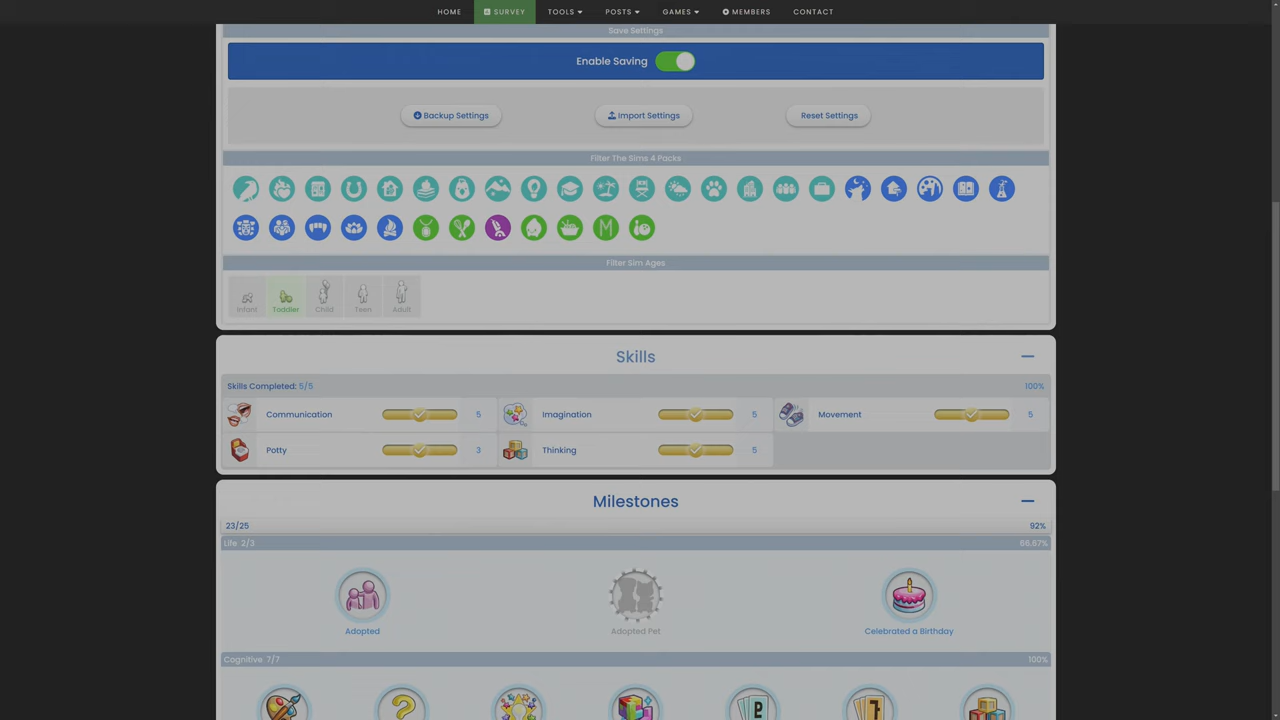 HOME SURVEY TOOLS POSTS GAMES MEMBERS CONTACT
Save Settings
Enable Saving
Backup Settings Import Settings Reset Settings
Filter The Sims 4 Packs
Filter Sim Ages
Infant Toddler Child Teen Adult
Skills
Skills Completed: 5/5 100%
Communication 5 Imagination 5 Movement 5
Potty 3 Thinking 5
Milestones
23/25 92%
Life 2/3 66,67%
Adopted Adopted Pet Celebrated a Birthday
Cognitive 7/7 100%